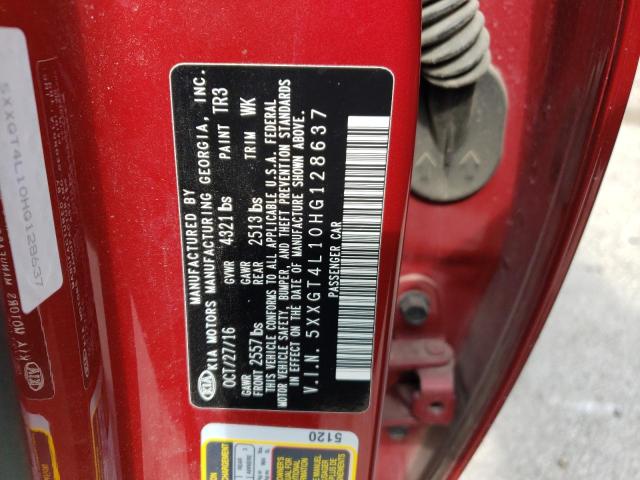 MANUFACTURED BY
KIA KIA MOTORS MANUFACTURING GEORGIA, INC.
OCT/27/16 GVWR 4321 lbs PAINT TR3
GAWR FRONT 2557 lbs GAWR REAR 2513 lbs TRIM WK
THIS VEHICLE CONFORMS TO ALL APPLICABLE U.S.A. FEDERAL
MOTOR VEHICLE SAFETY, BUMPER, AND THEFT PREVENTION STANDARDS
IN EFFECT ON THE DATE OF MANUFACTURE SHOWN ABOVE.
V.I.N. 5XXGT4L10HG128637
PASSENGER CAR
5XXGT4L10HG128637
5120